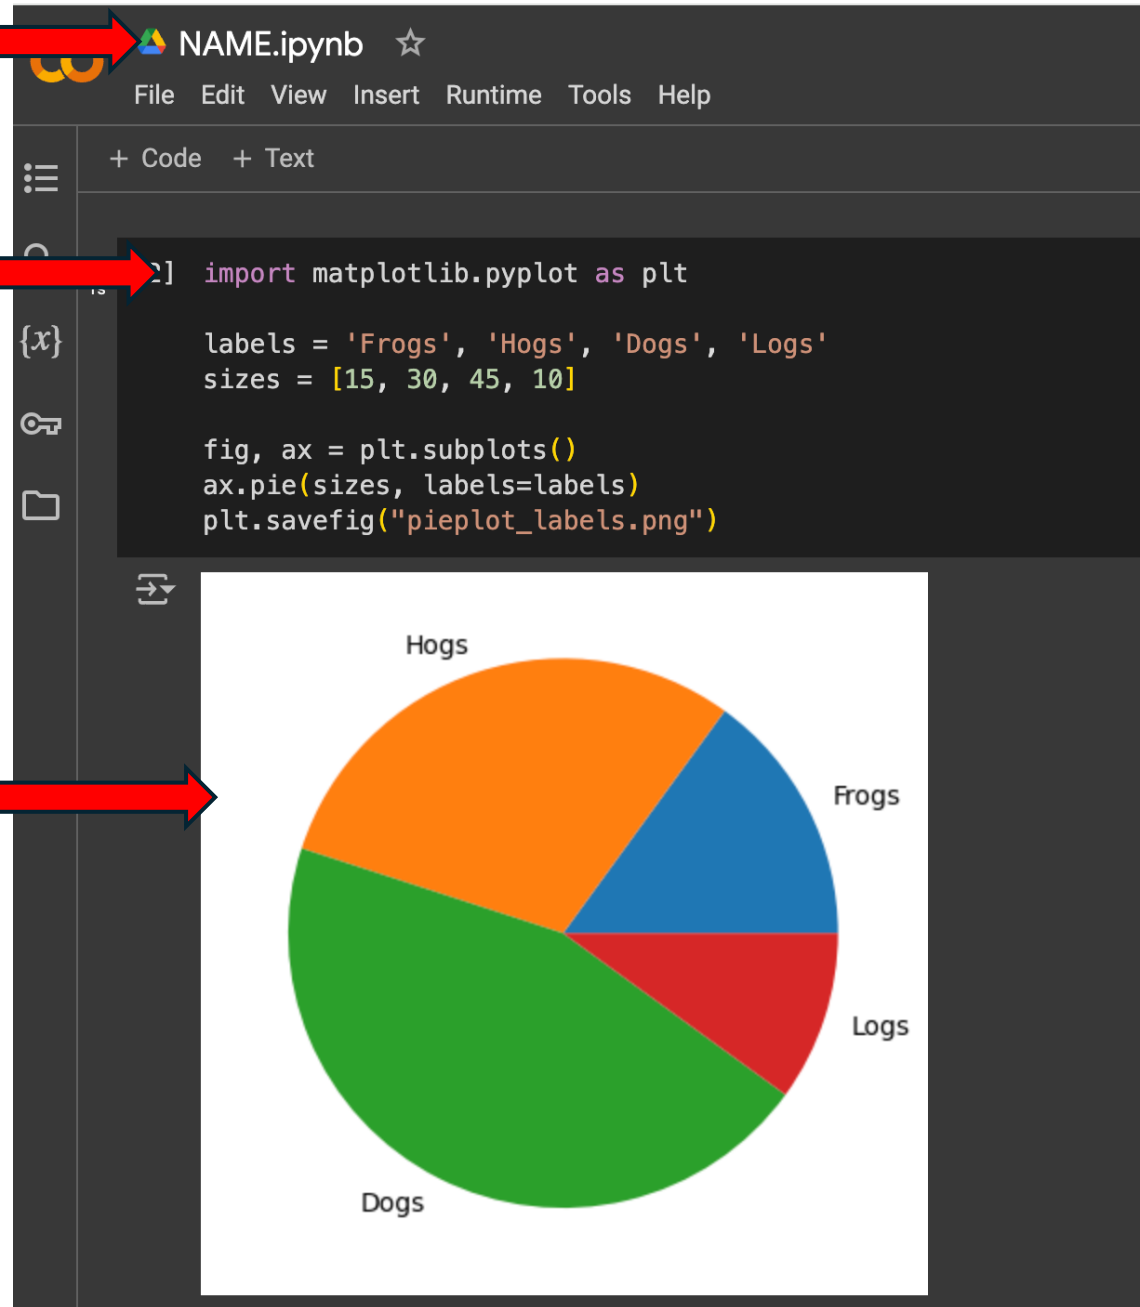 NAME.ipynb
File Edit View Insert Runtime Tools Help
+ Code + Text
2] import matplotlib.pyplot as plt
labels = 'Frogs', 'Hogs', 'Dogs', 'Logs'
sizes = [15, 30, 45, 10]
fig, ax = plt.subplots()
ax.pie(sizes, labels=labels)
plt.savefig("pieplot_labels.png")
{x}
Hogs
Frogs
Logs
Dogs